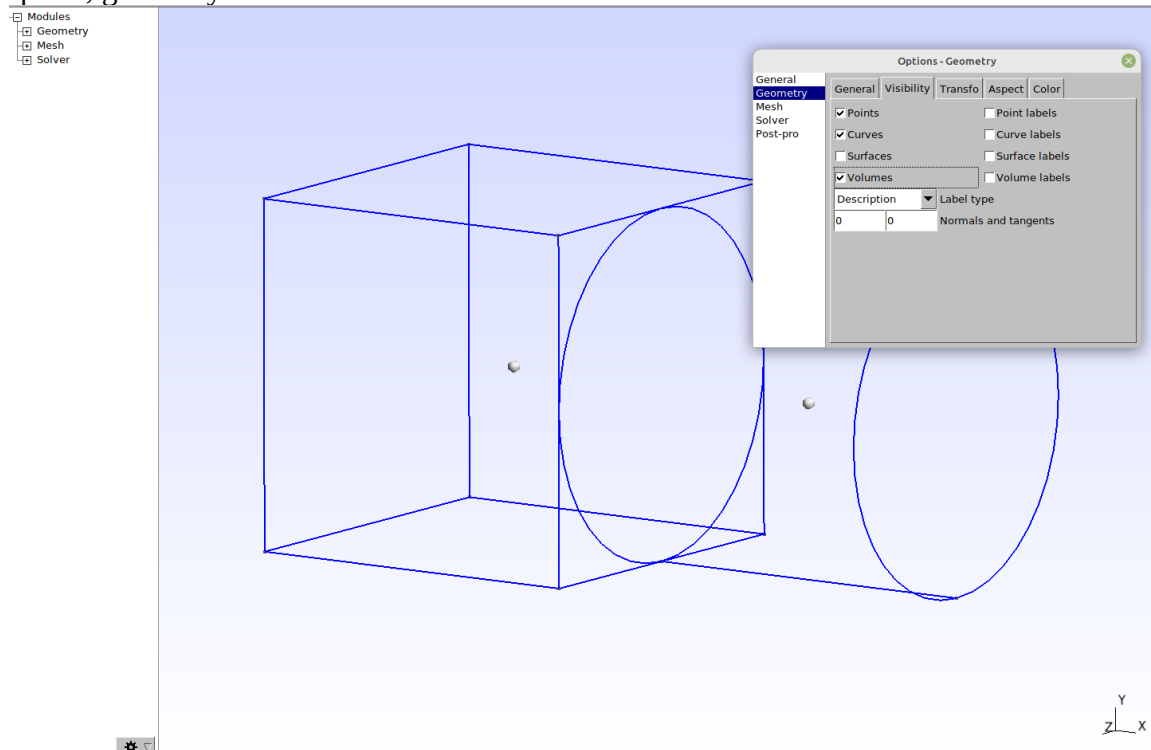 Modules
Geometry
Mesh
Solver
Options - Geometry
General
Geometry
Mesh
Solver
Post-pro
General Visibility Transfo Aspect Color
Points Point labels
Curves Curve labels
Surfaces Surface labels
Volumes Volume labels
Description Label type
0 0 Normals and tangents
Y
Z X